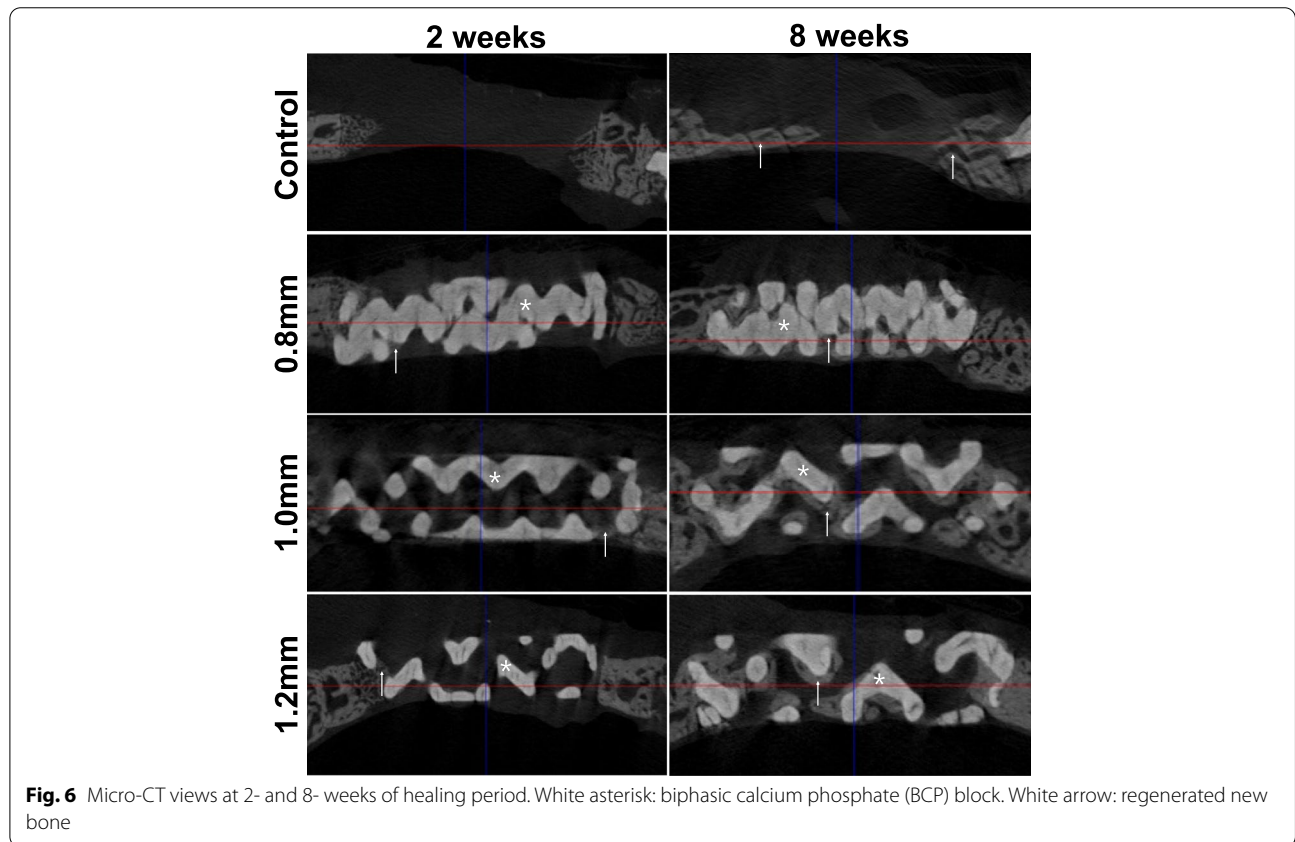 2 weeks 8 weeks
Control
0.8mm
*
*
1.0mm
*
*
1.2mm
*
*
Fig. 6 Micro-CT views at 2- and 8- weeks of healing period. White asterisk: biphasic calcium phosphate (BCP) block. White arrow: regenerated new
bone